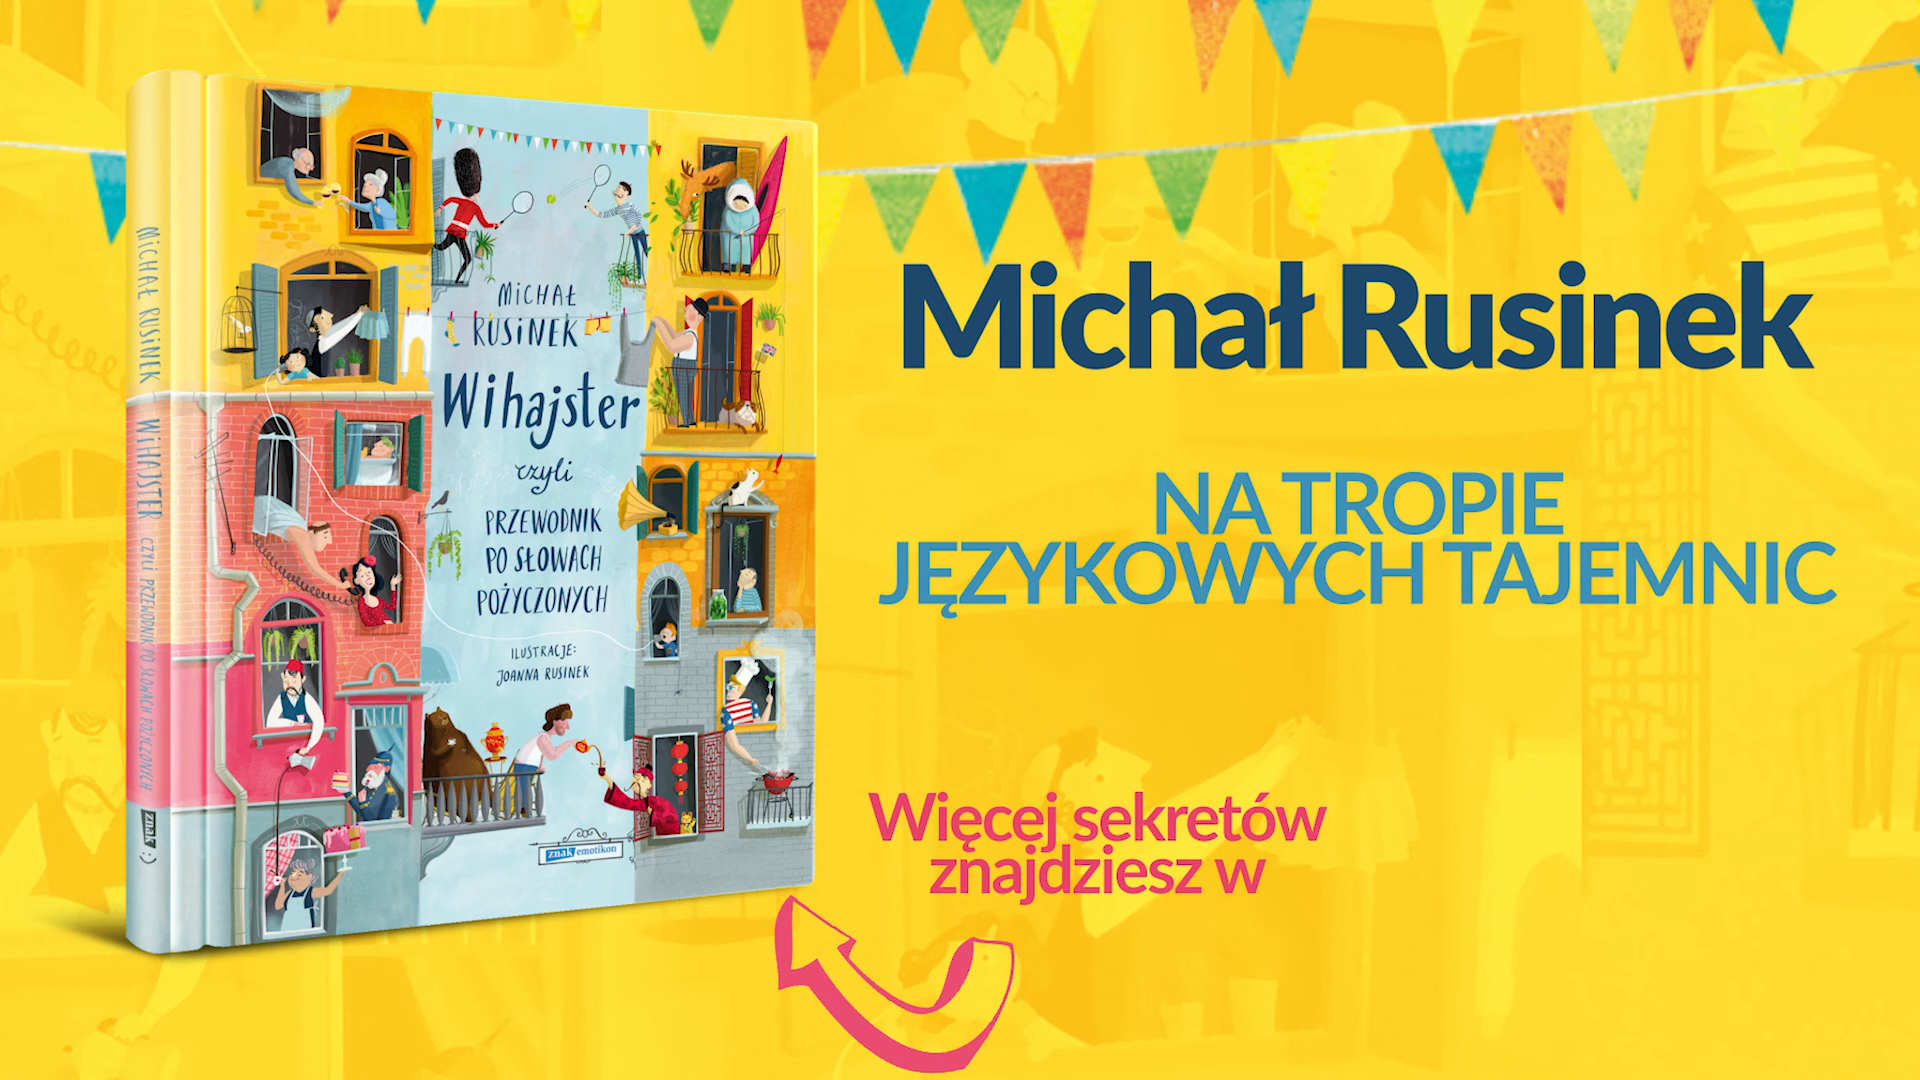 MICHAŁ RUSINEK WIHAJSTER CZYLI PRZEWODNIK PO SŁOWACH POŻYCZONYCH
znak
MICHAŁ
RUSINEK
Wihajster
czyli
PRZEWODNIK
PO SŁOWACH
POŻYCZONYCH
ILUSTRACJE:
JOANNA RUSINEK
znak emotikon
Michał Rusinek
NA TROPIE
JĘZYKOWYCH TAJEMNIC
Więcej sekretów
znajdziesz w